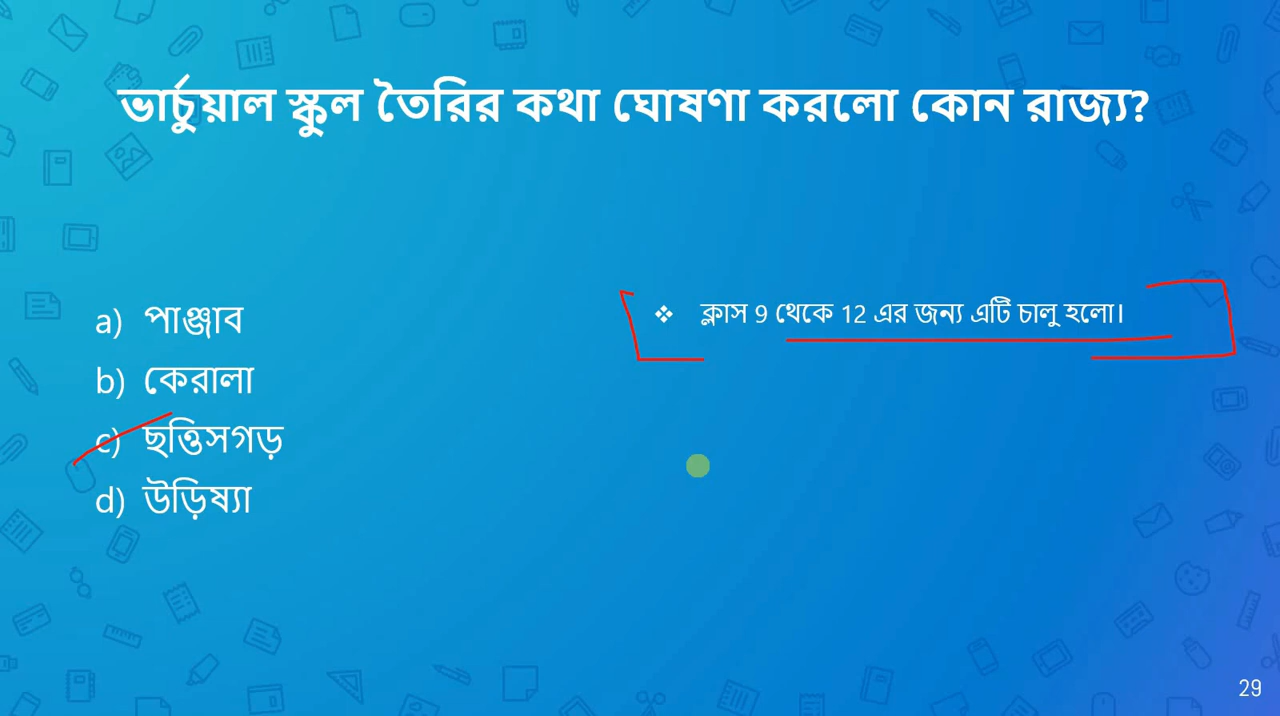 ভার্চুয়াল স্কুল তৈরির কথা ঘোষণা করলো কোন রাজ্য?
a) পাঞ্জাব
b) কেরালা
c) ছত্তিসগড়
d) উড়িষ্যা
❖ ক্লাস 9 থেকে 12 এর জন্য এটি চালু হলো।
29